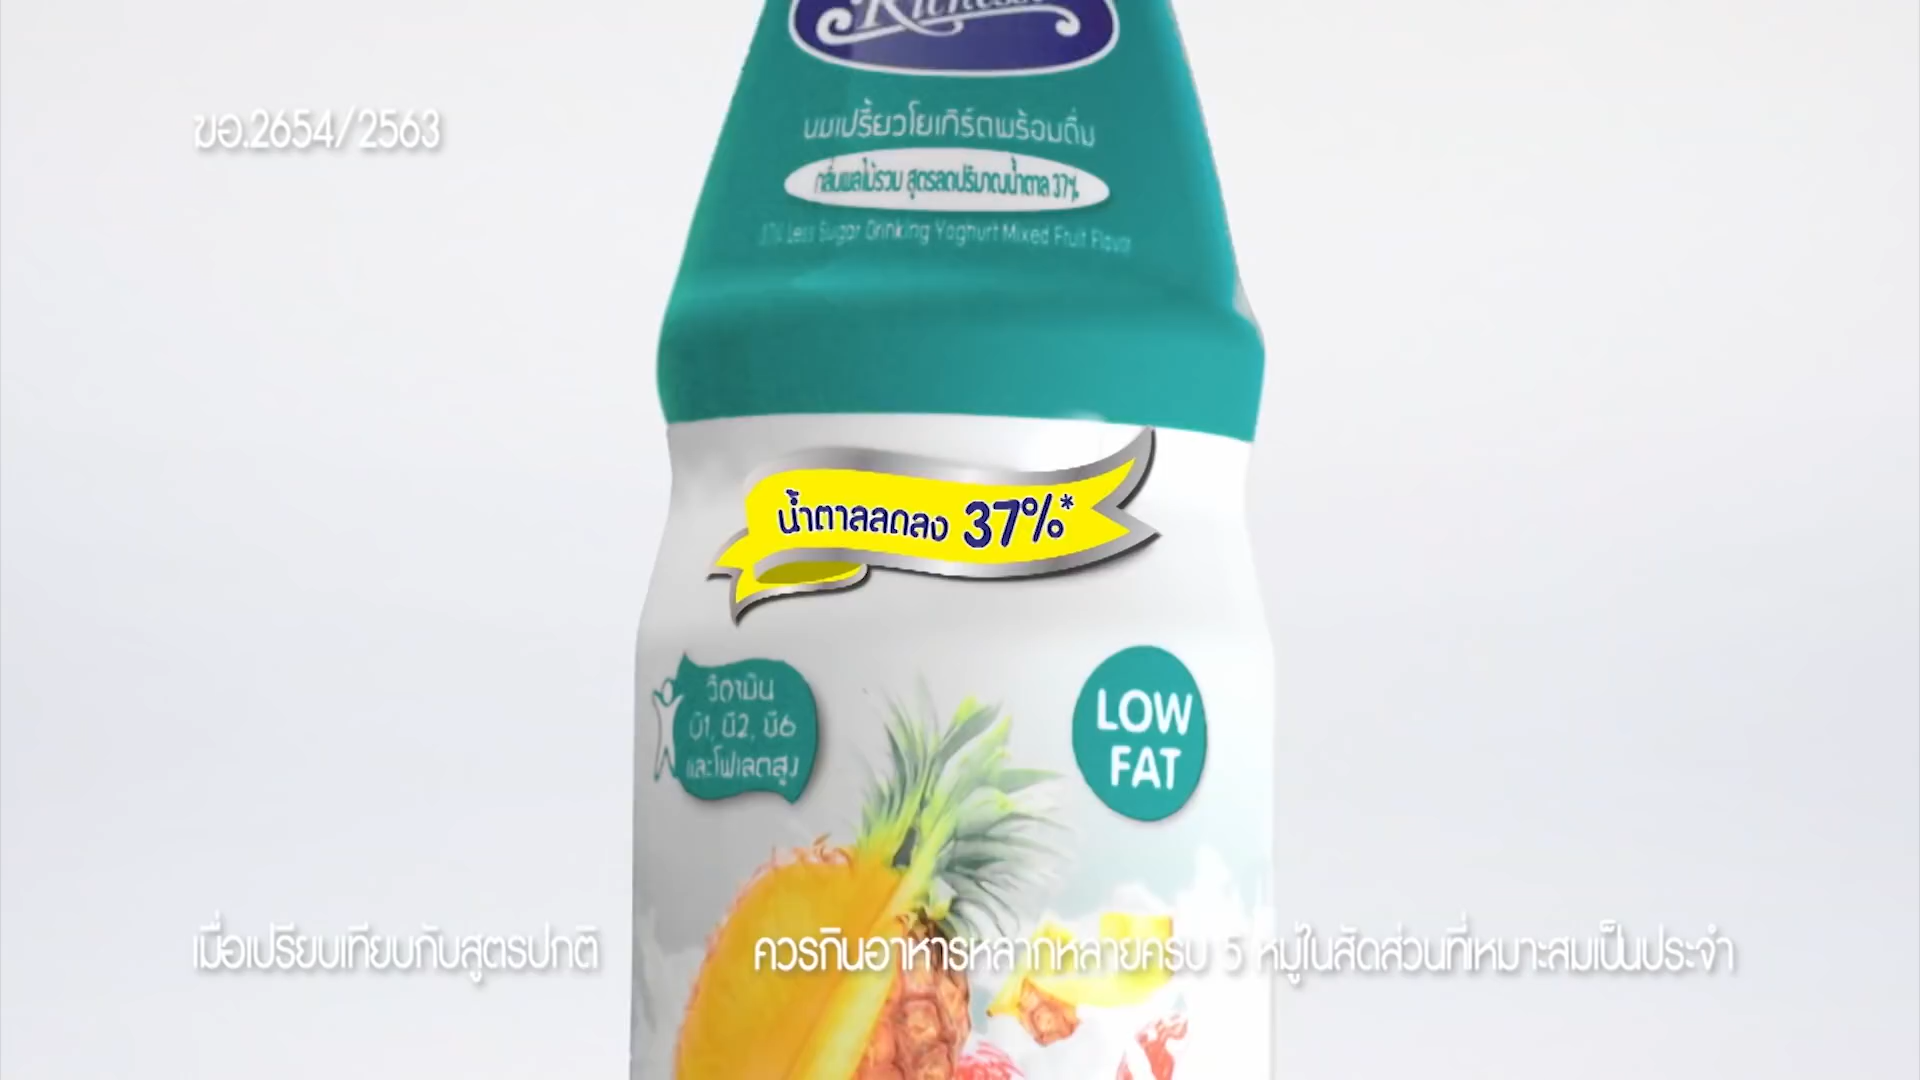 ฆอ.2654/2563
นมเปรี้ยวโยเกิร์ตพร้อมดื่ม
กลิ่นผลไม้รวม สูตรลดปริมาณน้ำตาล 37%
37% Less Sugar Drinking Yoghurt Mixed Fruit Flavor
น้ำตาลลดลง 37%*
วิตามิน
บี1, บี2, บี6
และโฟเลตสูง
LOW
FAT
เมื่อเปรียบเทียบกับสูตรปกติ
ควรกินอาหารหลากหลายครบ 5 หมู่ในสัดส่วนที่เหมาะสมเป็นประจำ